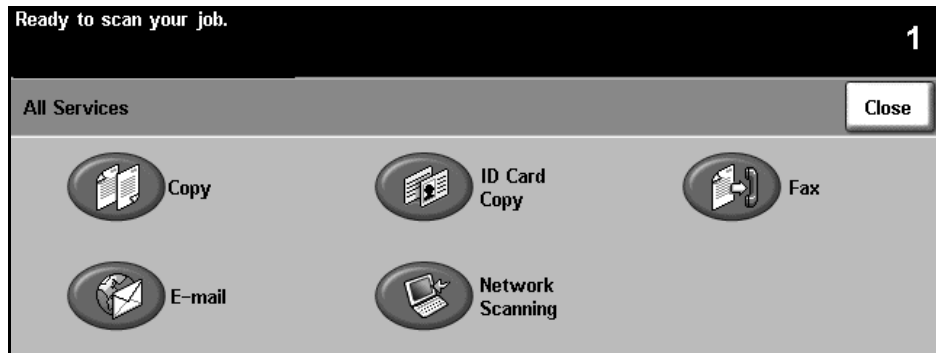 Ready to scan your job.
1
All Services
Close
Copy
ID Card
Copy
Fax
E-mail
Network
Scanning